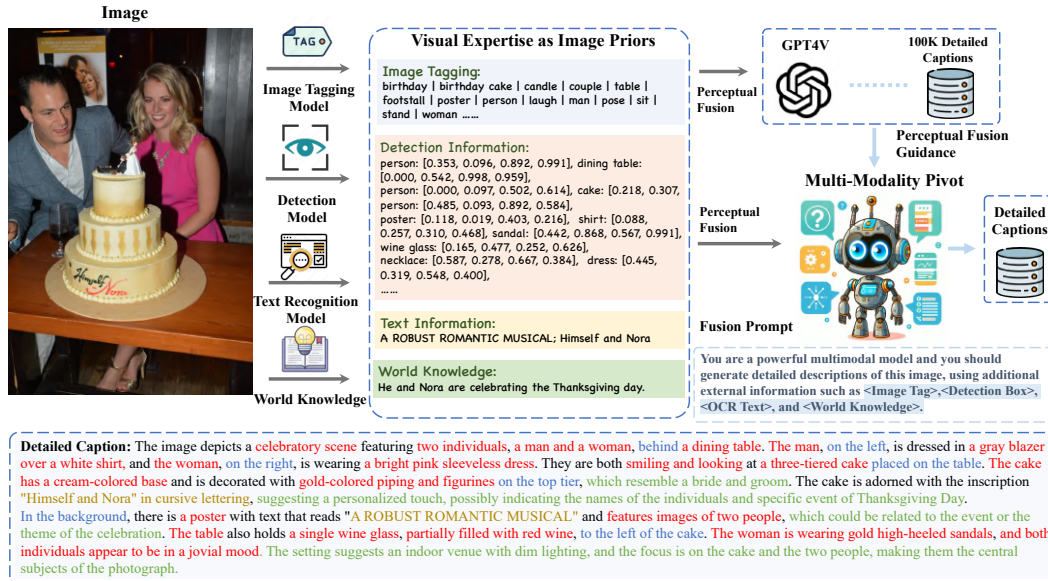 Image
TAG
Image Tagging
Model
Detection
Model
Text Recognition
Model
World Knowledge
Visual Expertise as Image Priors
Image Tagging:
birthday | birthday cake | candle | couple | table |
footstall | poster | person | laugh | man | pose | sit |
stand | woman ......
Detection Information:
person: [0.353, 0.096, 0.892, 0.991], dining table:
[0.000, 0.542, 0.998, 0.959],
person: [0.000, 0.097, 0.502, 0.614], cake: [0.218, 0.307,
person: [0.485, 0.093, 0.892, 0.584],
poster: [0.118, 0.019, 0.403, 0.216], shirt: [0.088,
0.257, 0.310, 0.468], sandal: [0.442, 0.868, 0.567, 0.991],
wine glass: [0.165, 0.477, 0.252, 0.626],
necklace: [0.587, 0.278, 0.667, 0.384], dress: [0.445,
0.319, 0.548, 0.400],
......
Text Information:
A ROBUST ROMANTIC MUSICAL; Himself and Nora
World Knowledge:
He and Nora are celebrating the Thanksgiving day.
Perceptual
Fusion
GPT4V
100K Detailed
Captions
Perceptual Fusion
Guidance
Multi-Modality Pivot
Perceptual
Fusion
Detailed
Captions
Fusion Prompt
You are a powerful multimodal model and you should
generate detailed descriptions of this image, using additional
external information such as <Image Tag>,<Detection Box>,
<OCR Text>, and <World Knowledge>.
Himself
Nora
Detailed Caption: The image depicts a celebratory scene featuring two individuals, a man and a woman, behind a dining table. The man, on the left, is dressed in a gray blazer
over a white shirt, and the woman, on the right, is wearing a bright pink sleeveless dress. They are both smiling and looking at a three-tiered cake placed on the table. The cake
has a cream-colored base and is decorated with gold-colored piping and figurines on the top tier, which resemble a bride and groom. The cake is adorned with the inscription
"Himself and Nora" in cursive lettering, suggesting a personalized touch, possibly indicating the names of the individuals and specific event of Thanksgiving Day.
In the background, there is a poster with text that reads "A ROBUST ROMANTIC MUSICAL" and features images of two people, which could be related to the event or the
theme of the celebration. The table also holds a single wine glass, partially filled with red wine, to the left of the cake. The woman is wearing gold high-heeled sandals, and both
individuals appear to be in a jovial mood. The setting suggests an indoor venue with dim lighting, and the focus is on the cake and the two people, making them the central
subjects of the photograph.